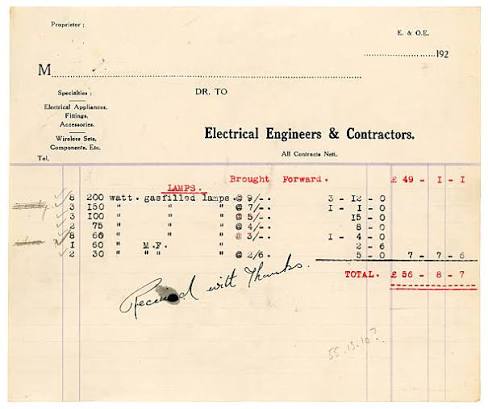 Proprietor :
E. & O.E.
192
M
Specialties :
DR. TO
Electrical Appliances,
Fittings,
Accessories.
Wireless Sets,
Components, Etc.
Electrical Engineers & Contractors.
Tel.
All Contracts Nett.
Brought Forward. £ 49 - 1 - 1
LAMPS.
8 200 watt. gasfilled lamps. @ 9/-. 3 - 12 - 0
3 150 " " " @ 7/-. 1 - 1 - 0
3 100 " " " @ 5/-. 15 - 0
2 75 " " " @ 4/-. 8 - 0
8 60 " " " @ 3/-. 1 - 4 - 0
1 60 " M.F. " 2 - 6
2 30 " " " @ 2/6. 5 - 0 7 - 7 - 6
TOTAL. £ 56 - 8 - 7
Received with Thanks.